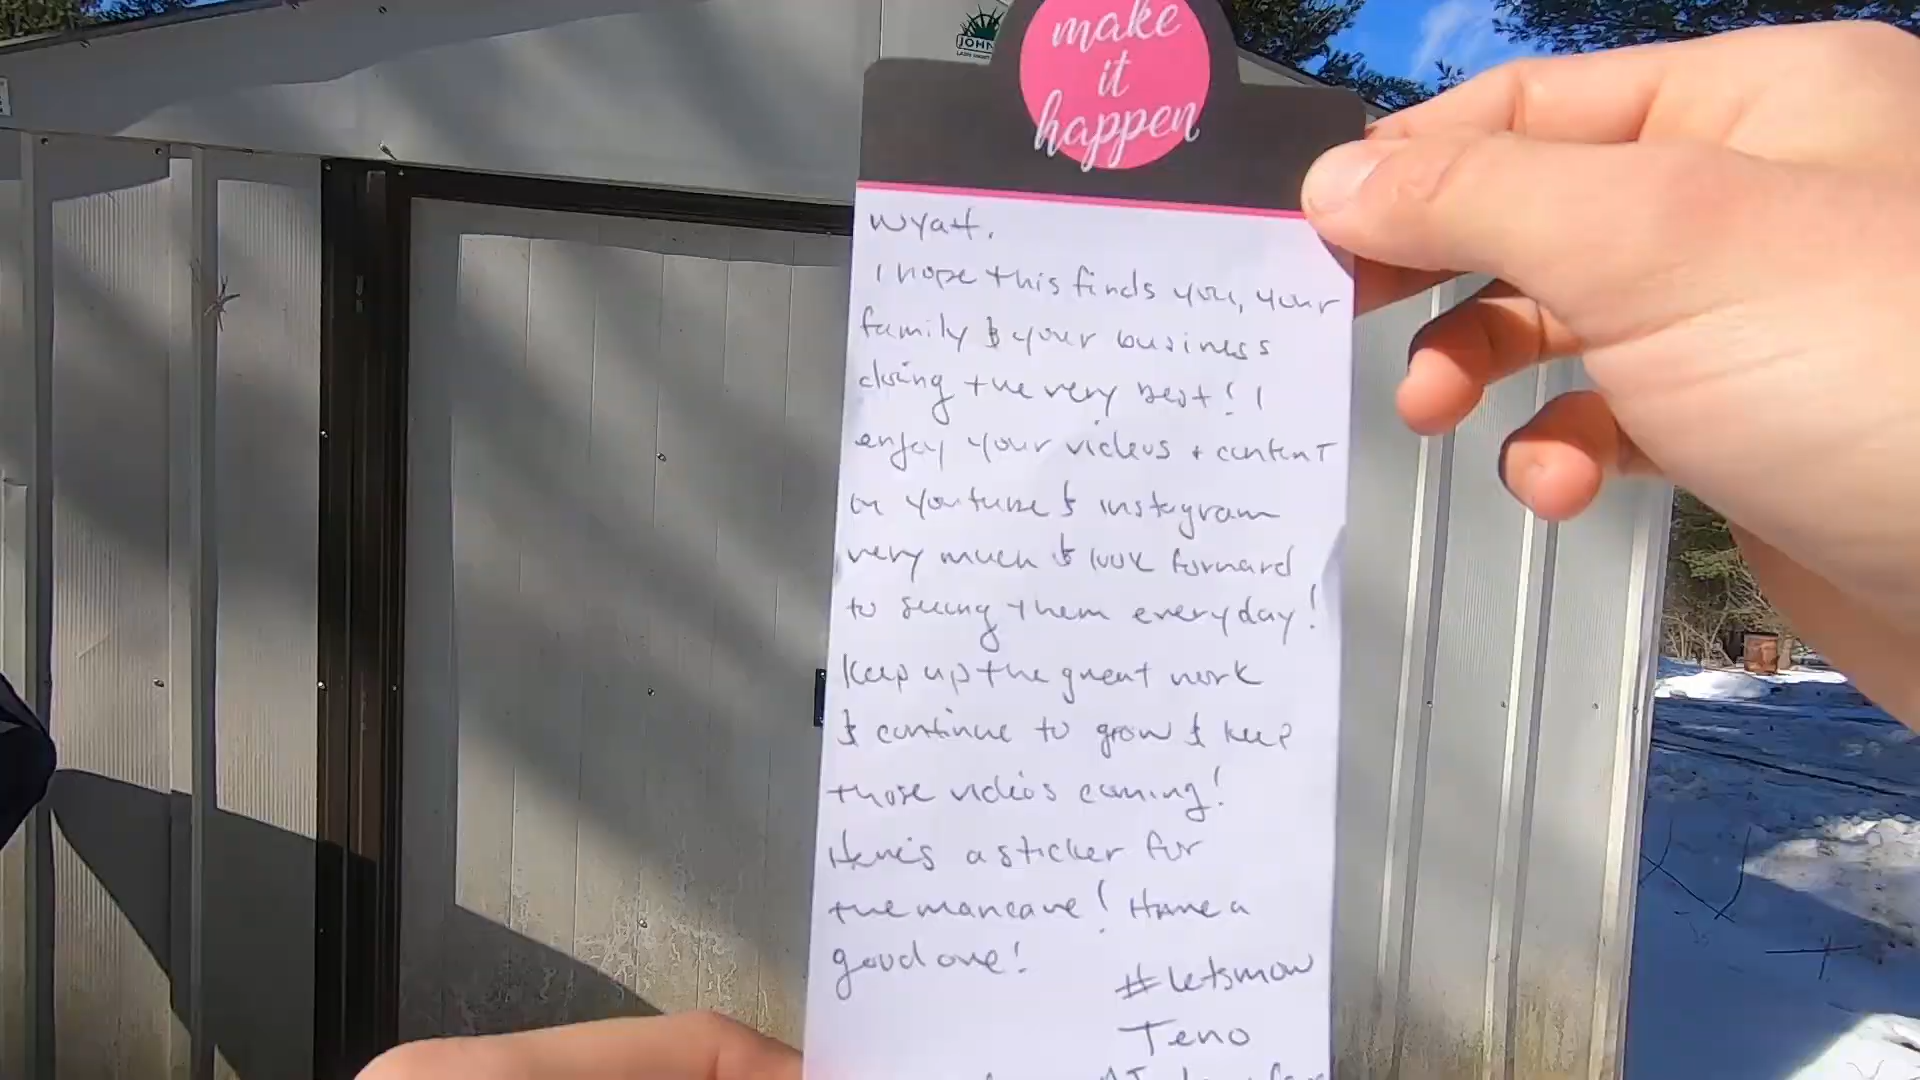 JOHN
make
it
happen
Wyatt.
I hope this finds you, your
family & your business
doing the very best! I
enjoy your videos + content
on youtube & instagram
very much & look forward
to seeing them everyday!
Keep up the great work
& continue to grow & keep
those videos coming!
Here's a sticker for
the mancave! Have a
good one!
#letsmow
Teno